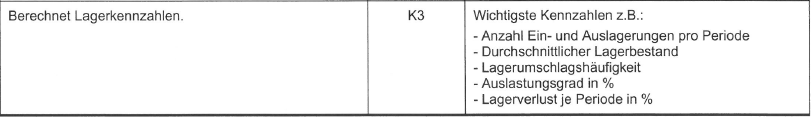 Berechnet Lagerkennzahlen.
K3
Wichtigste Kennzahlen z.B.:
- Anzahl Ein- und Auslagerungen pro Periode
- Durchschnittlicher Lagerbestand
- Lagerumschlagshäufigkeit
- Auslastungsgrad in %
- Lagerverlust je Periode in %